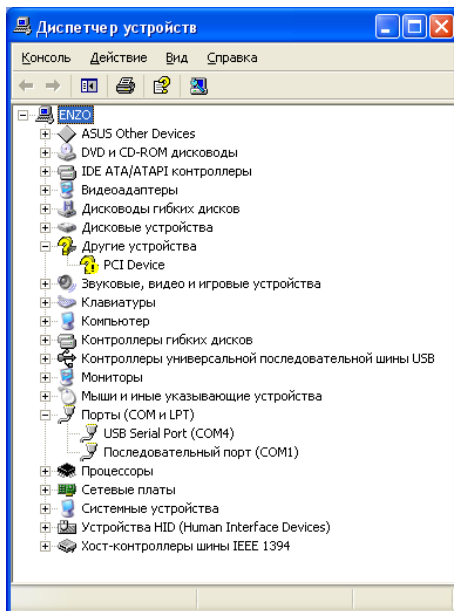 Диспетчер устройств
Консоль Действие Вид Справка
ENZO
ASUS Other Devices
DVD и CD-ROM дисководы
IDE ATA/ATAPI контроллеры
Видеоадаптеры
Дисководы гибких дисков
Дисковые устройства
Другие устройства
PCI Device
Звуковые, видео и игровые устройства
Клавиатуры
Компьютер
Контроллеры гибких дисков
Контроллеры универсальной последовательной шины USB
Мониторы
Мыши и иные указывающие устройства
Порты (COM и LPT)
USB Serial Port (COM4)
Последовательный порт (COM1)
Процессоры
Сетевые платы
Системные устройства
Устройства HID (Human Interface Devices)
Хост-контроллеры шины IEEE 1394